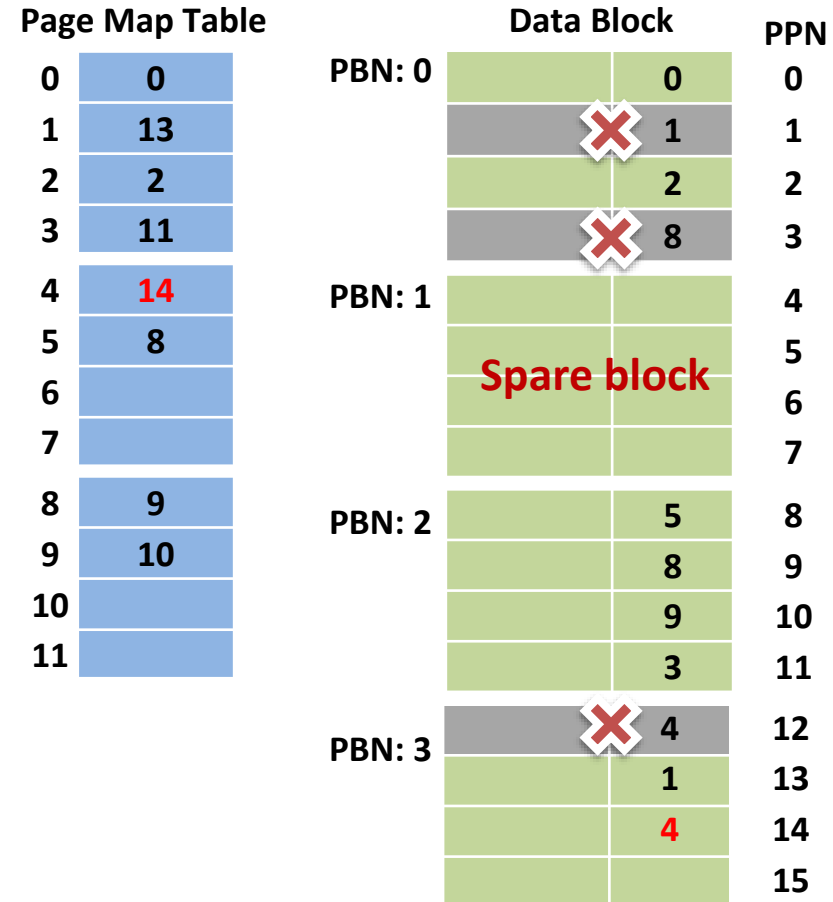 Page Map Table Data Block PPN
0 0 PBN: 0 0 0
1 13 1 1
2 2 2 2
3 11 8 3
4 14 PBN: 1 4
5 8 5
Spare block
6 6
7 7
8 9 PBN: 2 5 8
9 10 8 9
10 9 10
11 3 11
PBN: 3 4 12
1 13
4 14
15